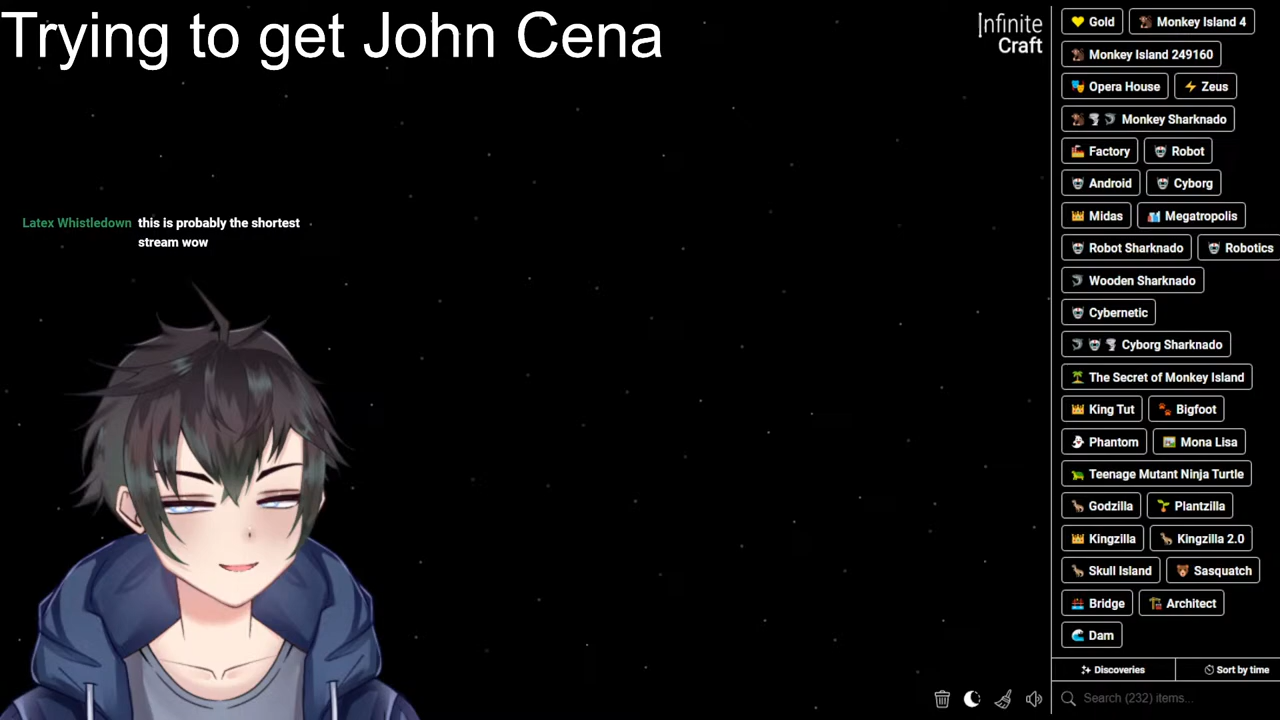 Trying to get John Cena
Infinite
Craft
Latex Whistledown this is probably the shortest
stream wow
Gold Monkey Island 4
Monkey Island 249160
Opera House Zeus
Monkey Sharknado
Factory Robot
Android Cyborg
Midas Megatropolis
Robot Sharknado Robotics
Wooden Sharknado
Cybernetic
Cyborg Sharknado
The Secret of Monkey Island
King Tut Bigfoot
Phantom Mona Lisa
Teenage Mutant Ninja Turtle
Godzilla Plantzilla
Kingzilla Kingzilla 2.0
Skull Island Sasquatch
Bridge Architect
Dam
Discoveries Sort by time
Search (232) items...